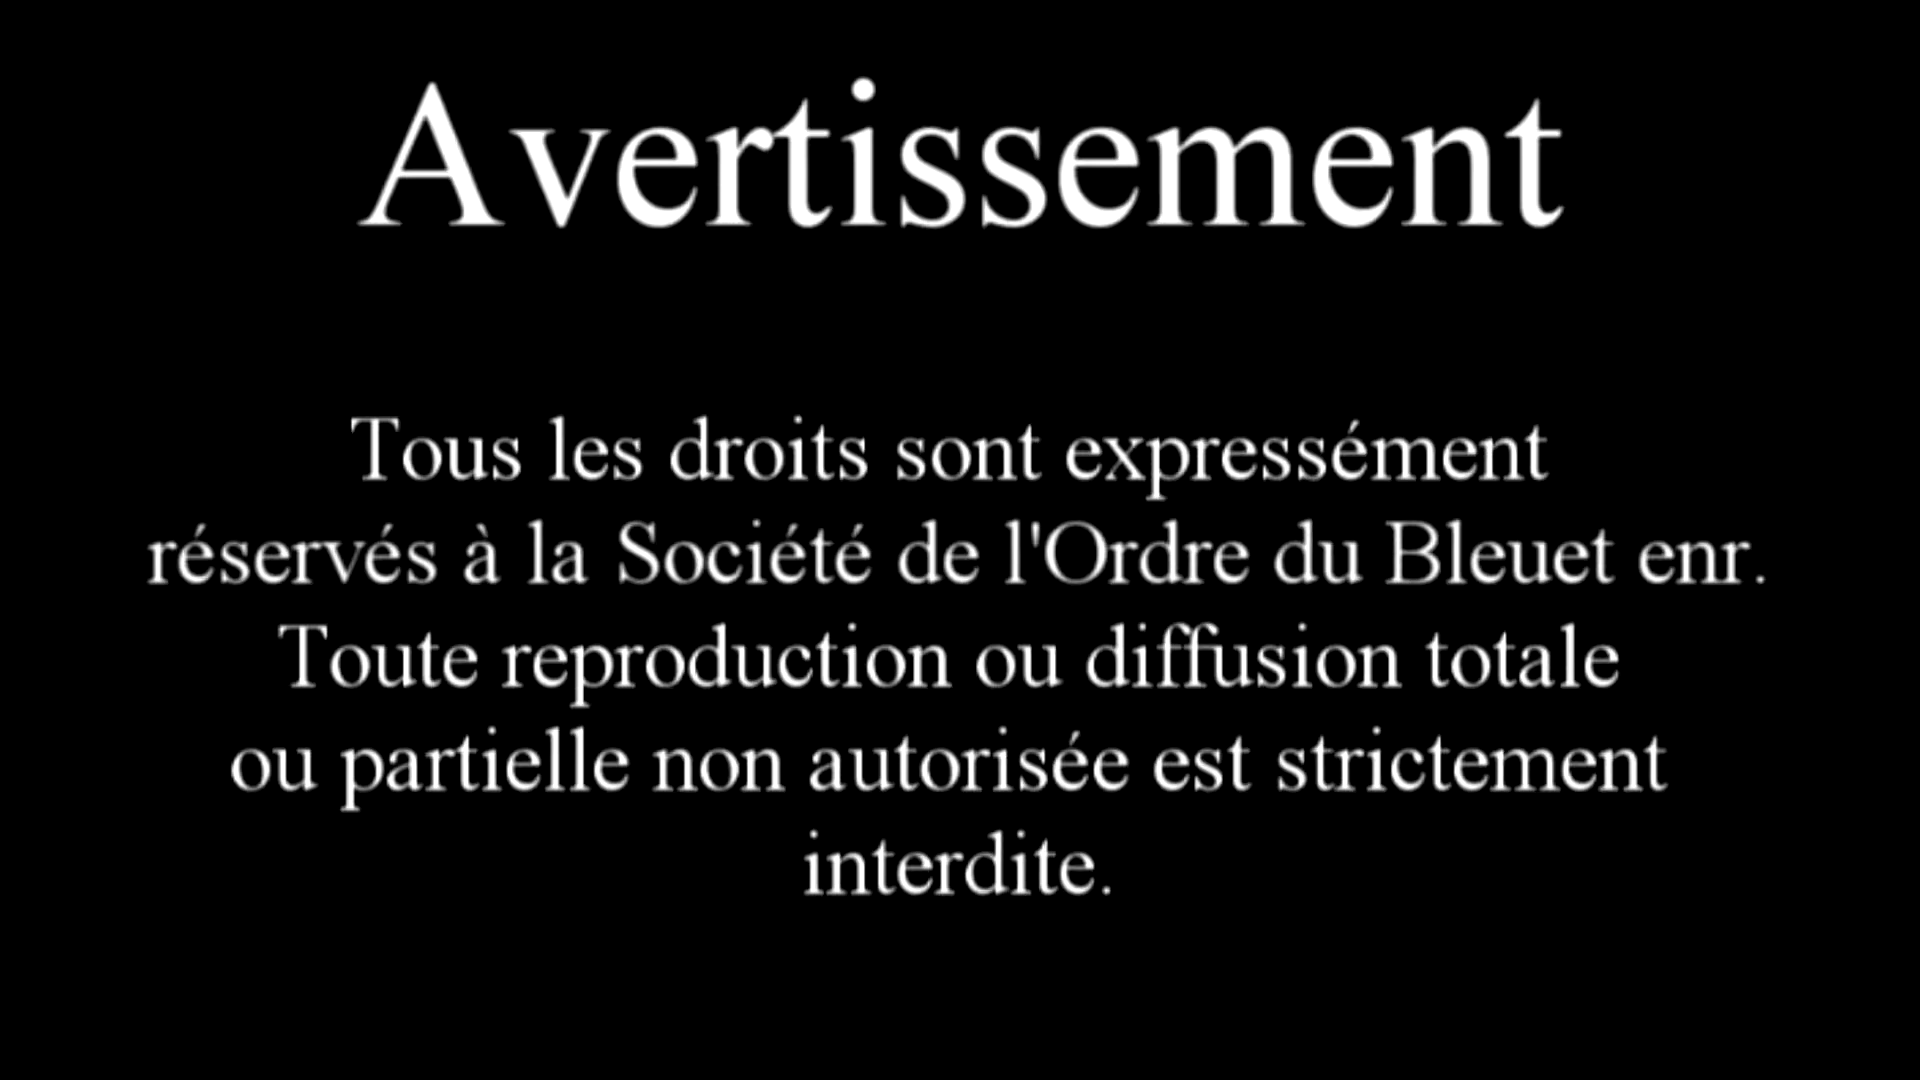 Avertissement
Tous les droits sont expressément
réservés à la Société de l'Ordre du Bleuet enr.
Toute reproduction ou diffusion totale
ou partielle non autorisée est strictement
interdite.